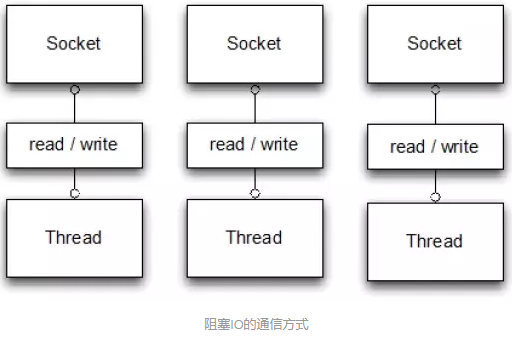 Socket Socket Socket
read / write read / write read / write
Thread Thread Thread
阻塞IO的通信方式